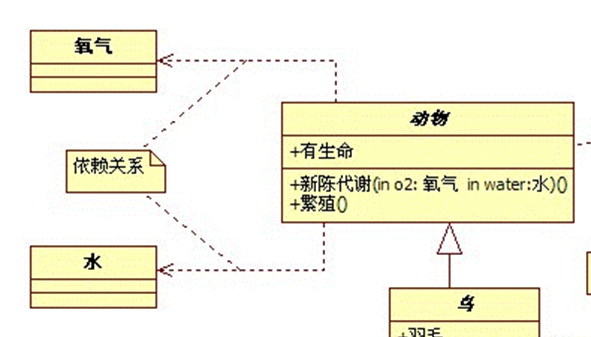 氧气
动物
+有生命
依赖关系
+新陈代谢(in o2: 氧气 in water:水)()
+繁殖()
水
鸟
+羽毛